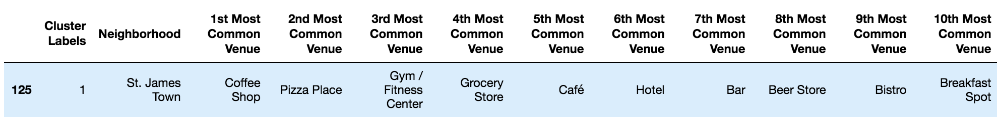 Cluster Labels Neighborhood 1st Most Common Venue 2nd Most Common Venue 3rd Most Common Venue 4th Most Common Venue 5th Most Common Venue 6th Most Common Venue 7th Most Common Venue 8th Most Common Venue 9th Most Common Venue 10th Most Common Venue
125 1 St. James Town Coffee Shop Pizza Place Gym / Fitness Center Grocery Store Café Hotel Bar Beer Store Bistro Breakfast Spot